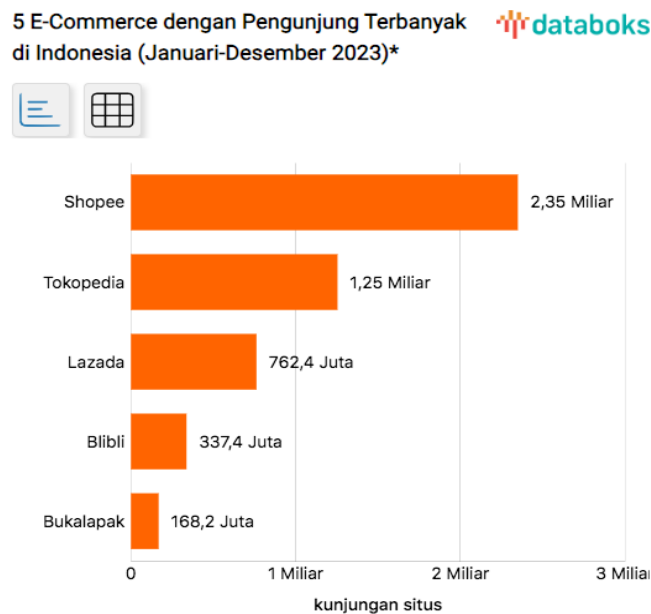 5 E-Commerce dengan Pengunjung Terbanyak
di Indonesia (Januari-Desember 2023)*
databoks
Shopee
2,35 Miliar
Tokopedia
1,25 Miliar
Lazada
762,4 Juta
Blibli
337,4 Juta
Bukalapak
168,2 Juta
0
1 Miliar
2 Miliar
3 Miliar
kunjungan situs